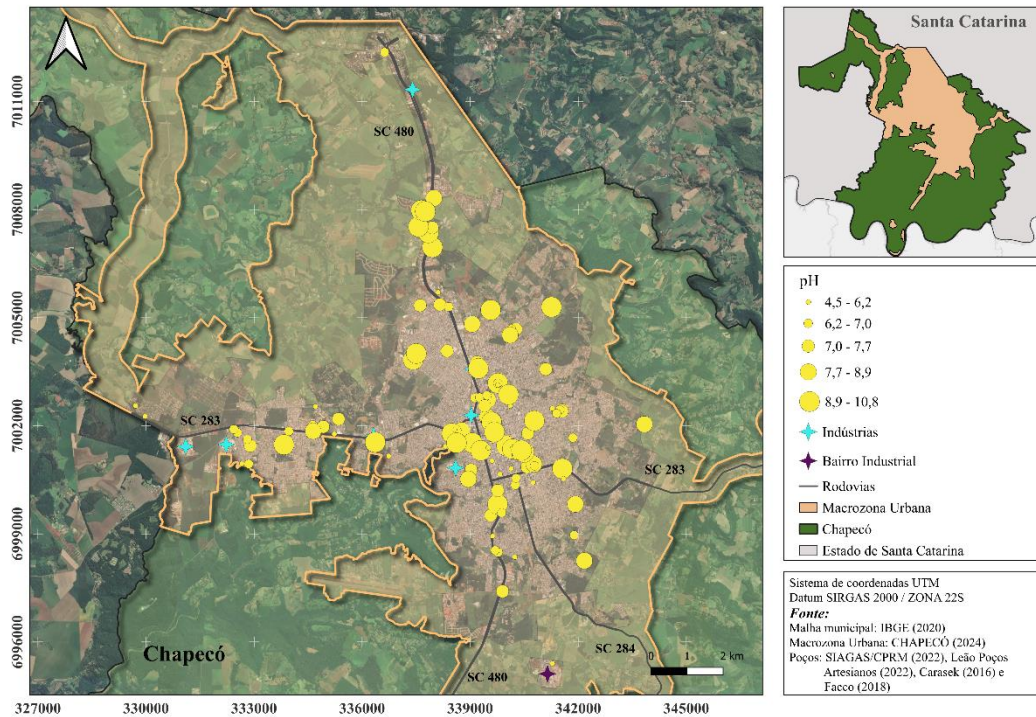 7011000
7008000
7005000
7002000
6999000
6996000
327000
330000
333000
336000
339000
342000
345000
SC 480
SC 283
SC 283
SC 284
SC 480
Chapecó
0 1 2 km
Santa Catarina
pH
4,5 - 6,2
6,2 - 7,0
7,0 - 7,7
7,7 - 8,9
8,9 - 10,8
Indústrias
Bairro Industrial
Rodovias
Macrozona Urbana
Chapecó
Estado de Santa Catarina
Sistema de coordenadas UTM
Datum SIRGAS 2000 / ZONA 22S
Fonte:
Malha municipal: IBGE (2020)
Macrozona Urbana: CHAPECÓ (2024)
Poços: SIAGAS/CPRM (2022), Leão Poços
Artesianos (2022), Carasek (2016) e
Facco (2018)